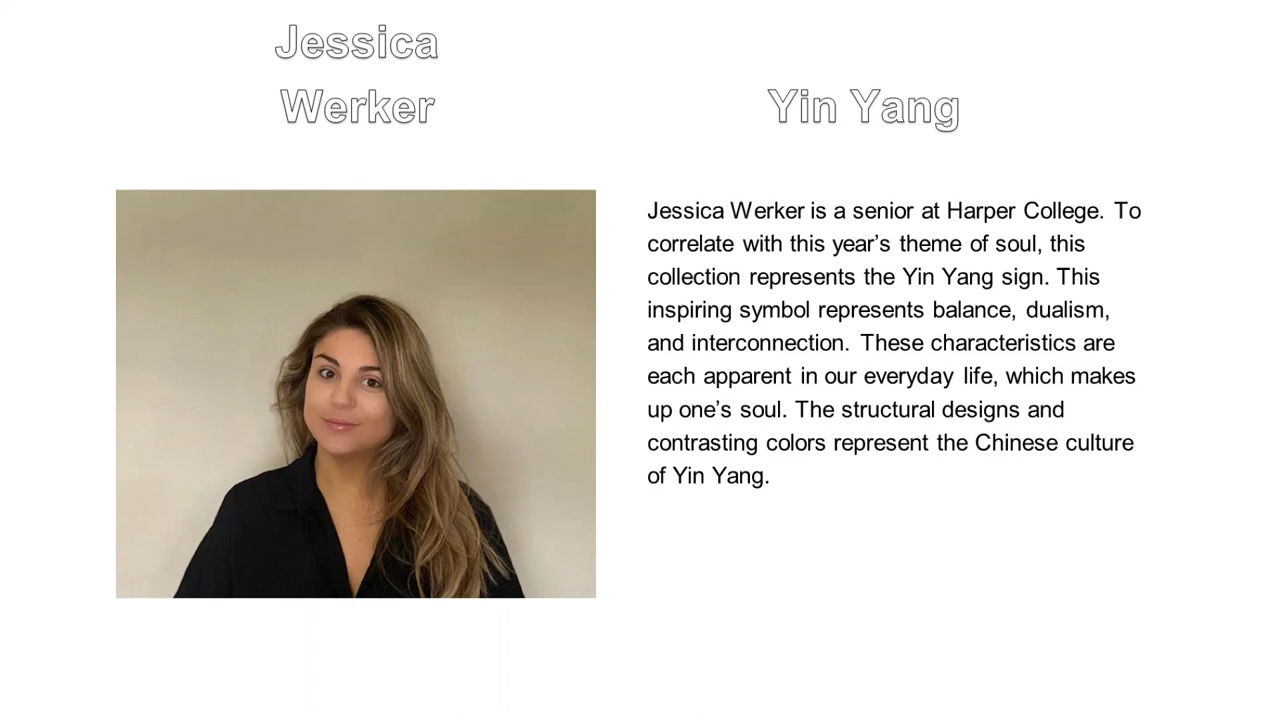 Jessica
Werker
Yin Yang
Jessica Werker is a senior at Harper College. To
correlate with this year’s theme of soul, this
collection represents the Yin Yang sign. This
inspiring symbol represents balance, dualism,
and interconnection. These characteristics are
each apparent in our everyday life, which makes
up one’s soul. The structural designs and
contrasting colors represent the Chinese culture
of Yin Yang.